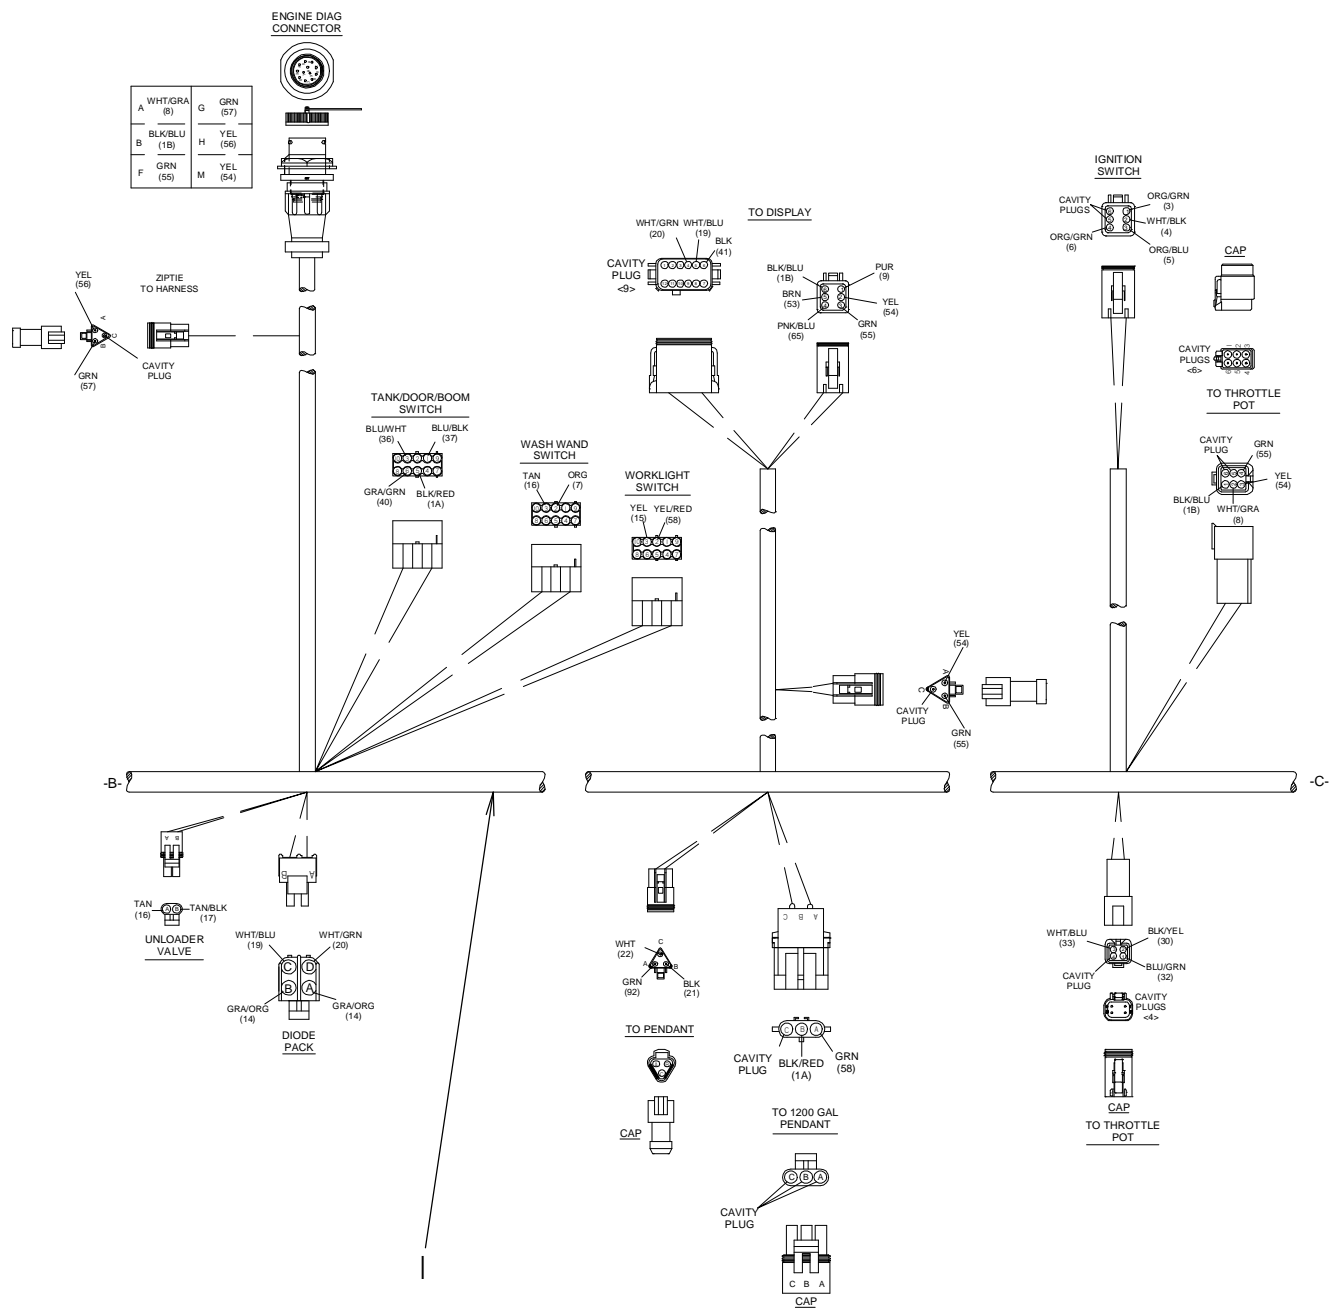 ENGINE DIAG
CONNECTOR
A WHT/GRA (8) G GRN (57)
B BLK/BLU (1B) H YEL (56)
F GRN (55) M YEL (54)
YEL
(56)
A
C
B
GRN
(57)
CAVITY
PLUG
ZIPTIE
TO HARNESS
TANK/DOOR/BOOM
SWITCH
BLU/WHT
(36)
BLU/BLK
(37)
GRA/GRN
(40)
BLK/RED
(1A)
WASH WAND
SWITCH
TAN
(16)
ORG
(7)
WORKLIGHT
SWITCH
YEL
(15)
YEL/RED
(58)
TO DISPLAY
WHT/GRN
(20)
WHT/BLU
(19)
BLK
(41)
CAVITY
PLUG
<9>
BLK/BLU
(1B)
PUR
(9)
BRN
(53)
YEL
(54)
PNK/BLU
(65)
GRN
(55)
IGNITION
SWITCH
CAVITY
PLUGS
ORG/GRN
(3)
WHT/BLK
(4)
ORG/GRN
(6)
ORG/BLU
(5)
CAP
CAVITY
PLUGS
<6>
1 2 3
6 5 4
TO THROTTLE
POT
CAVITY
PLUG
GRN
(55)
YEL
(54)
BLK/BLU
(1B)
WHT/GRA
(8)
YEL
(54)
A
C
B
CAVITY
PLUG
GRN
(55)
-B-
-C-
A B
TAN
(16)
A B
TAN/BLK
(17)
UNLOADER
VALVE
B A
WHT/BLU
(19)
WHT/GRN
(20)
C D
B A
GRA/ORG
(14)
GRA/ORG
(14)
DIODE
PACK
WHT
(22)
C
A B
GRN
(92)
BLK
(21)
TO PENDANT
CAP
C B A
C B A
CAVITY
PLUG
BLK/RED
(1A)
GRN
(58)
TO 1200 GAL
PENDANT
C B A
CAVITY
PLUG
C B A
CAP
WHT/BLU
(33)
BLK/YEL
(30)
CAVITY
PLUG
BLU/GRN
(32)
CAVITY
PLUGS
<4>
CAP
TO THROTTLE
POT